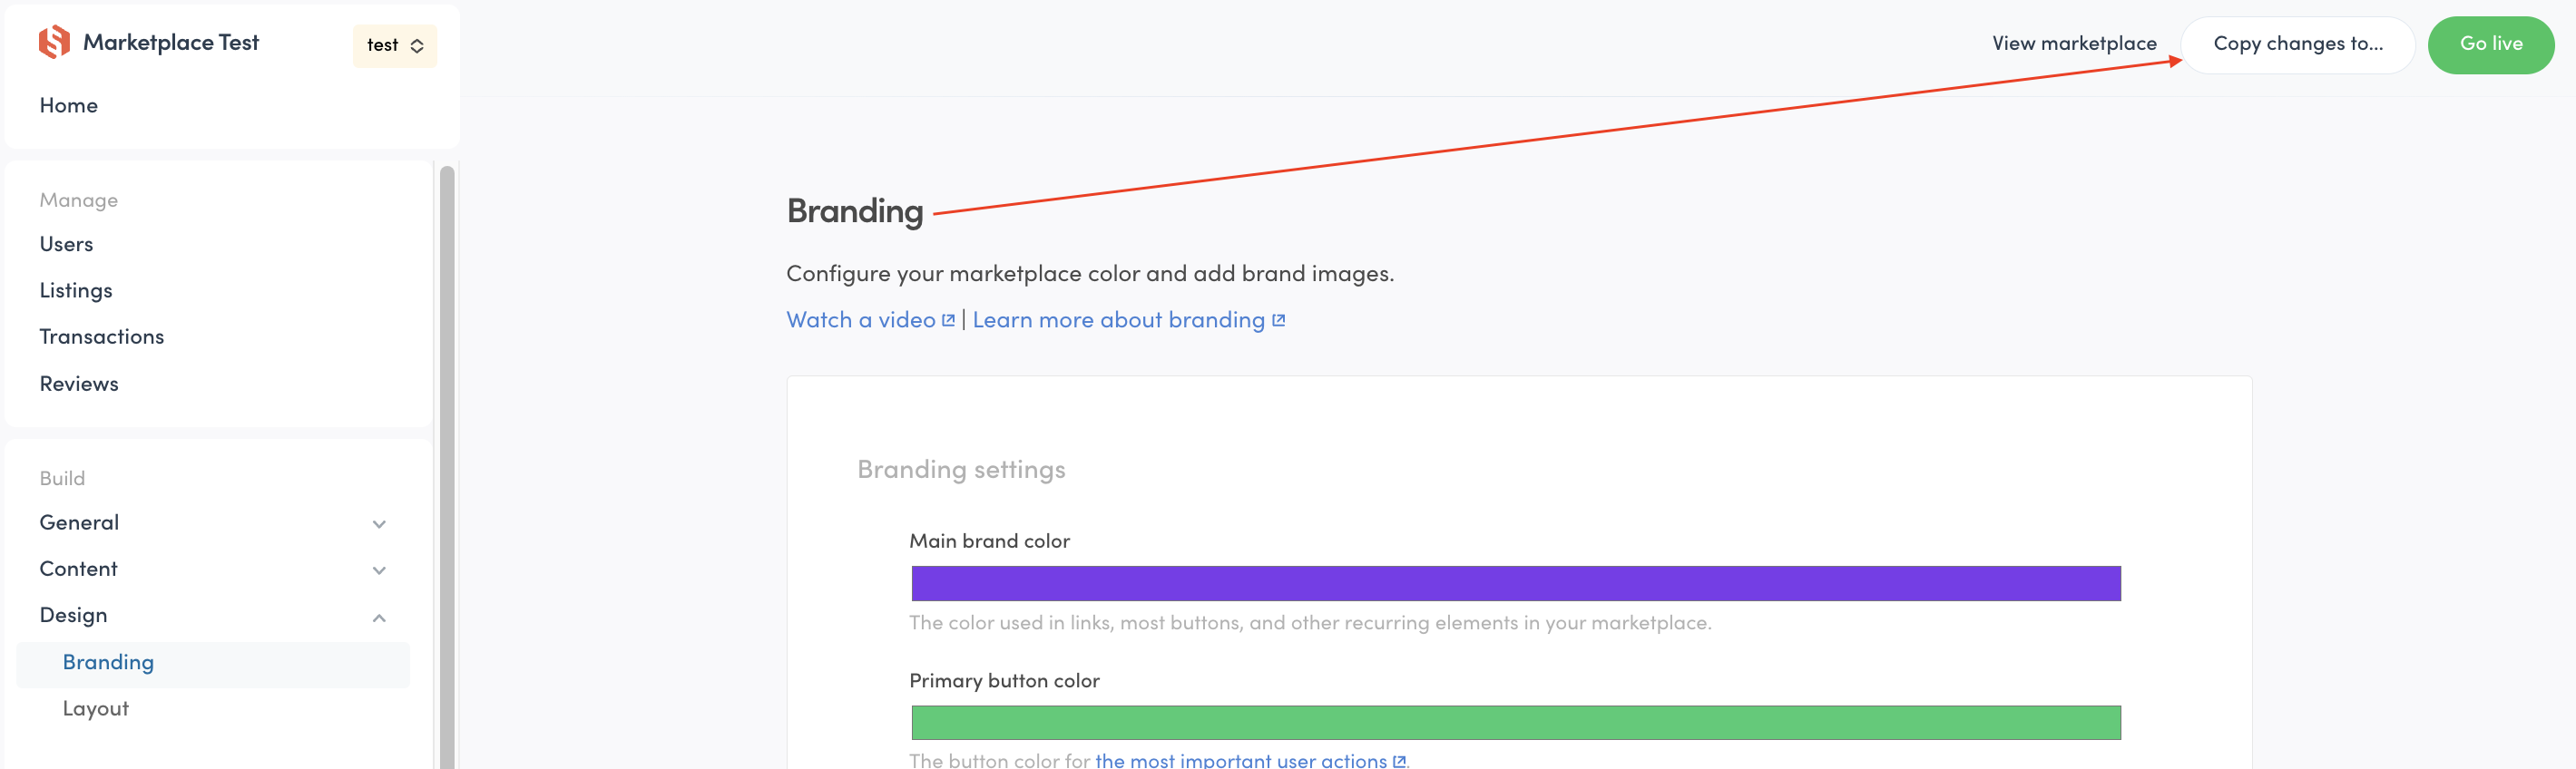 Marketplace Test
test
View marketplace
Copy changes to...
Go live
Home
Manage
Users
Listings
Transactions
Reviews
Build
General
Content
Design
Branding
Layout
Branding
Configure your marketplace color and add brand images.
Watch a video | Learn more about branding
Branding settings
Main brand color
The color used in links, most buttons, and other recurring elements in your marketplace.
Primary button color
The button color for the most important user actions.